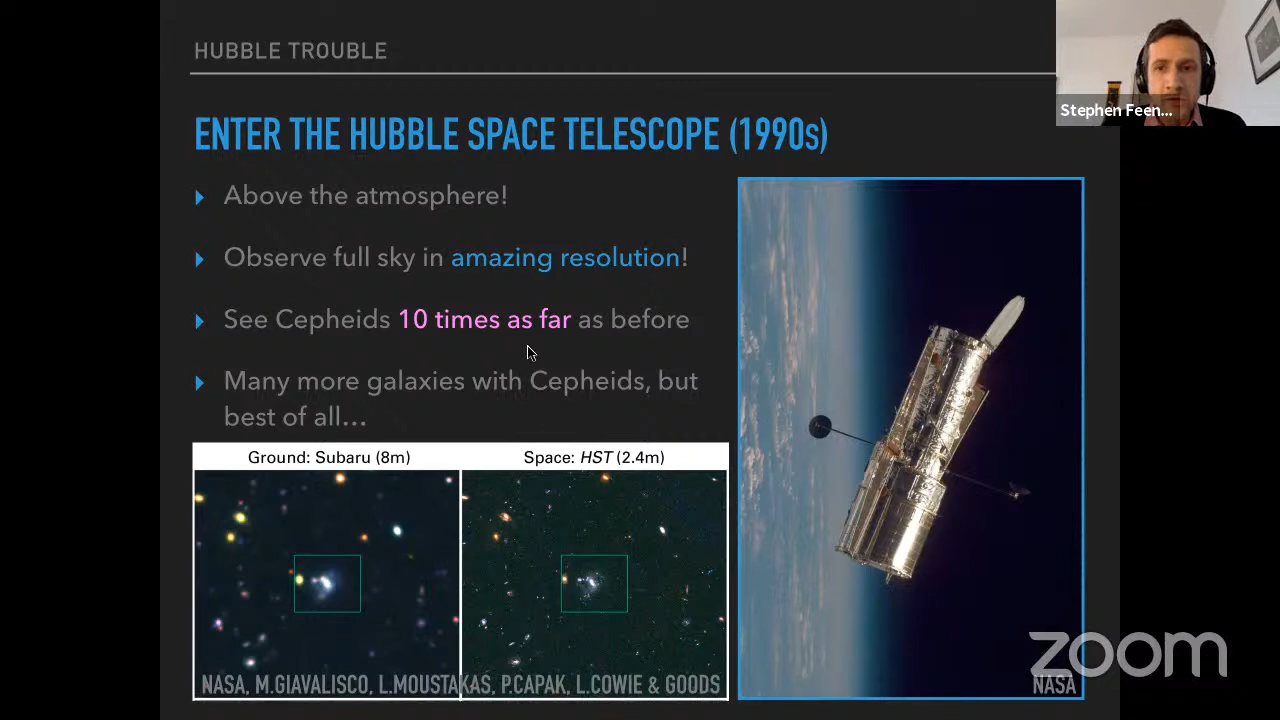 HUBBLE TROUBLE
Stephen Feen...
ENTER THE HUBBLE SPACE TELESCOPE (1990s)
Above the atmosphere!
Observe full sky in amazing resolution!
See Cepheids 10 times as far as before
Many more galaxies with Cepheids, but
best of all…
Ground: Subaru (8m)
Space: HST (2.4m)
NASA, M.GIAVALISCO, L.MOUSTAKAS, P.CAPAK, L.COWIE & GOODS
NASA
zoom